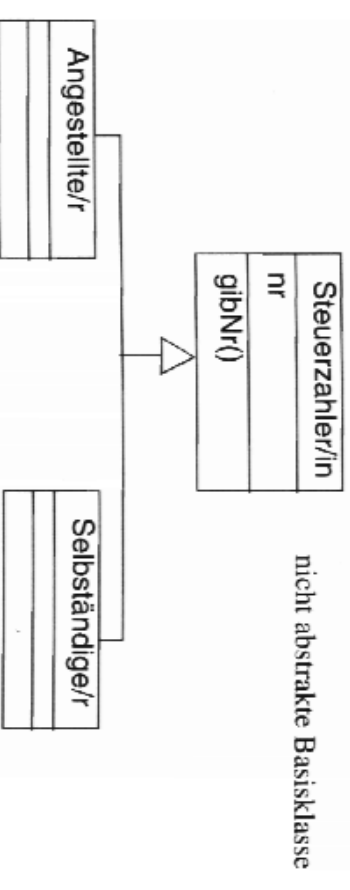 nicht abstrakte Basisklasse
Steuerzahler/in
nr
gibNr()
Angestellte/r
Selbständige/r